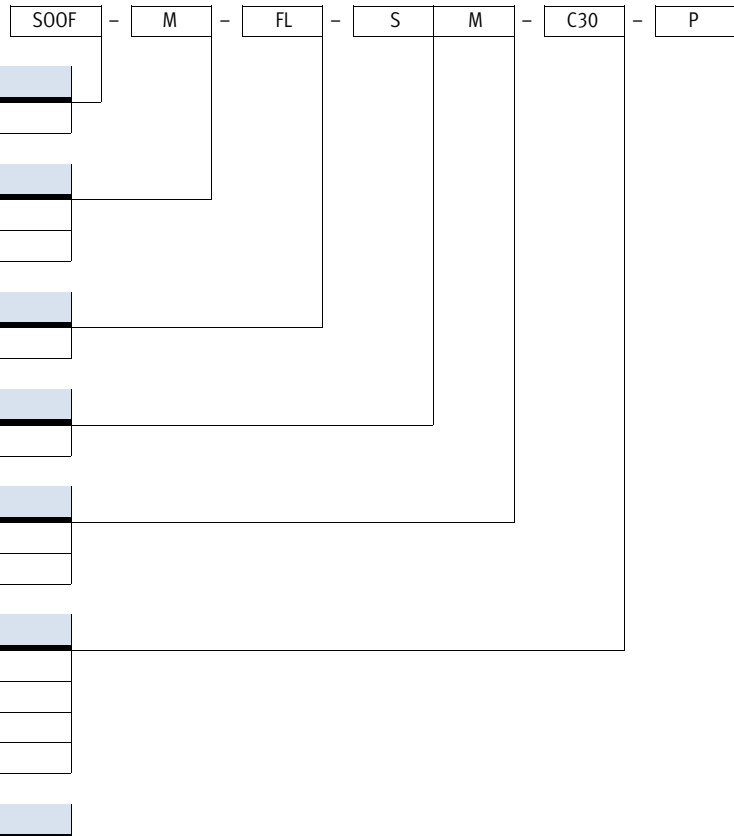 SOOF – M – FL – S M – C30 – P